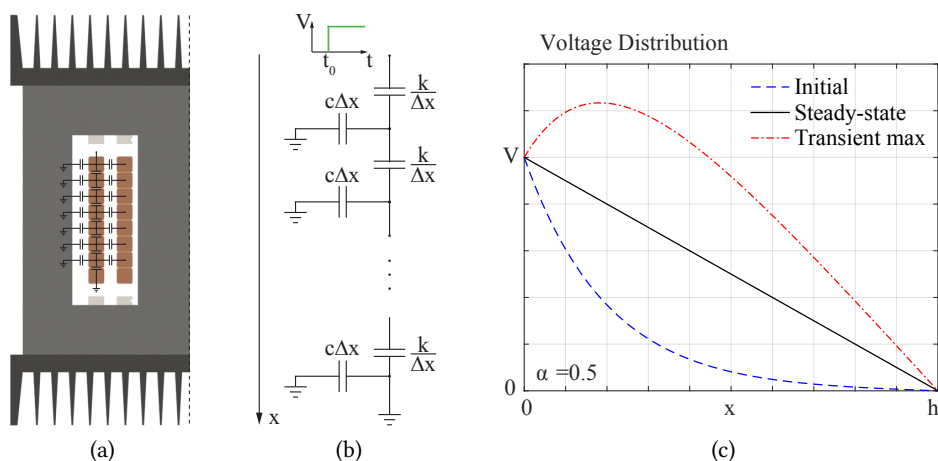 V
t₀ t
k
Δx
cΔx
k
Δx
cΔx
k
Δx
cΔx
x
(a)
(b)
Voltage Distribution
Initial
Steady-state
Transient max
V
0
α =0.5
0 x h
(c)